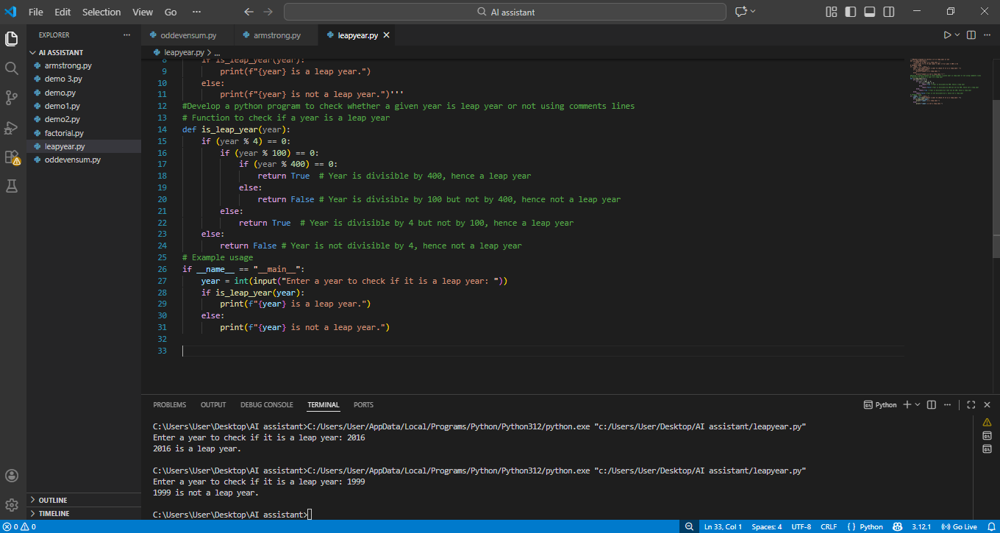 File Edit Selection View Go ··· AI assistant
EXPLORER ···
AI ASSISTANT
armstrong.py
demo 3.py
demo.py
demo1.py
demo2.py
factorial.py
leapyear.py
oddevensum.py
OUTLINE
TIMELINE
oddevensum.py armstrong.py leapyear.py
leapyear.py > ...
8 if is_leap_year(year):
9 print(f"{year} is a leap year.")
10 else:
11 print(f"{year} is not a leap year.")'''
12 #Develop a python program to check whether a given year is leap year or not using comments lines
13 # Function to check if a year is a leap year
14 def is_leap_year(year):
15 if (year % 4) == 0:
16 if (year % 100) == 0:
17 if (year % 400) == 0:
18 return True  # Year is divisible by 400, hence a leap year
19 else:
20 return False # Year is divisible by 100 but not by 400, hence not a leap year
21 else:
22 return True  # Year is divisible by 4 but not by 100, hence a leap year
23 else:
24 return False # Year is not divisible by 4, hence not a leap year
25 # Example usage
26 if __name__ == "__main__":
27 year = int(input("Enter a year to check if it is a leap year: "))
28 if is_leap_year(year):
29 print(f"{year} is a leap year.")
30 else:
31 print(f"{year} is not a leap year.")
32
33
PROBLEMS OUTPUT DEBUG CONSOLE TERMINAL PORTS Python
C:\Users\User\Desktop\AI assistant>C:/Users/User/AppData/Local/Programs/Python/Python312/python.exe "c:/Users/User/Desktop/AI assistant/leapyear.py"
Enter a year to check if it is a leap year: 2016
2016 is a leap year.
C:\Users\User\Desktop\AI assistant>C:/Users/User/AppData/Local/Programs/Python/Python312/python.exe "c:/Users/User/Desktop/AI assistant/leapyear.py"
Enter a year to check if it is a leap year: 1999
1999 is not a leap year.
C:\Users\User\Desktop\AI assistant>
0 0 Ln 33, Col 1 Spaces: 4 UTF-8 CRLF { } Python 3.12.1 Go Live